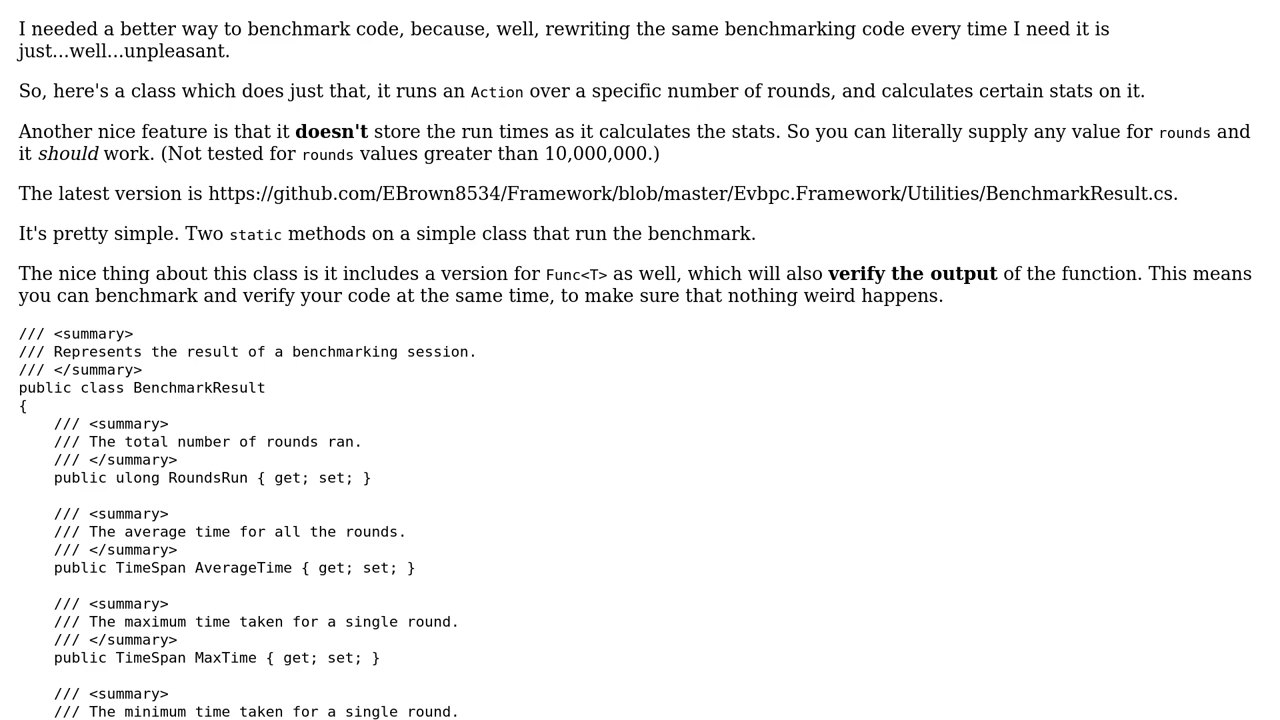 I needed a better way to benchmark code, because, well, rewriting the same benchmarking code every time I need it is
just...well...unpleasant.
So, here's a class which does just that, it runs an Action over a specific number of rounds, and calculates certain stats on it.
Another nice feature is that it doesn't store the run times as it calculates the stats. So you can literally supply any value for rounds and
it should work. (Not tested for rounds values greater than 10,000,000.)
The latest version is https://github.com/EBrown8534/Framework/blob/master/Evbpc.Framework/Utilities/BenchmarkResult.cs.
It's pretty simple. Two static methods on a simple class that run the benchmark.
The nice thing about this class is it includes a version for Func<T> as well, which will also verify the output of the function. This means
you can benchmark and verify your code at the same time, to make sure that nothing weird happens.
/// <summary>
/// Represents the result of a benchmarking session.
/// </summary>
public class BenchmarkResult
{
    /// <summary>
    /// The total number of rounds ran.
    /// </summary>
    public ulong RoundsRun { get; set; }
    /// <summary>
    /// The average time for all the rounds.
    /// </summary>
    public TimeSpan AverageTime { get; set; }
    /// <summary>
    /// The maximum time taken for a single round.
    /// </summary>
    public TimeSpan MaxTime { get; set; }
    /// <summary>
    /// The minimum time taken for a single round.